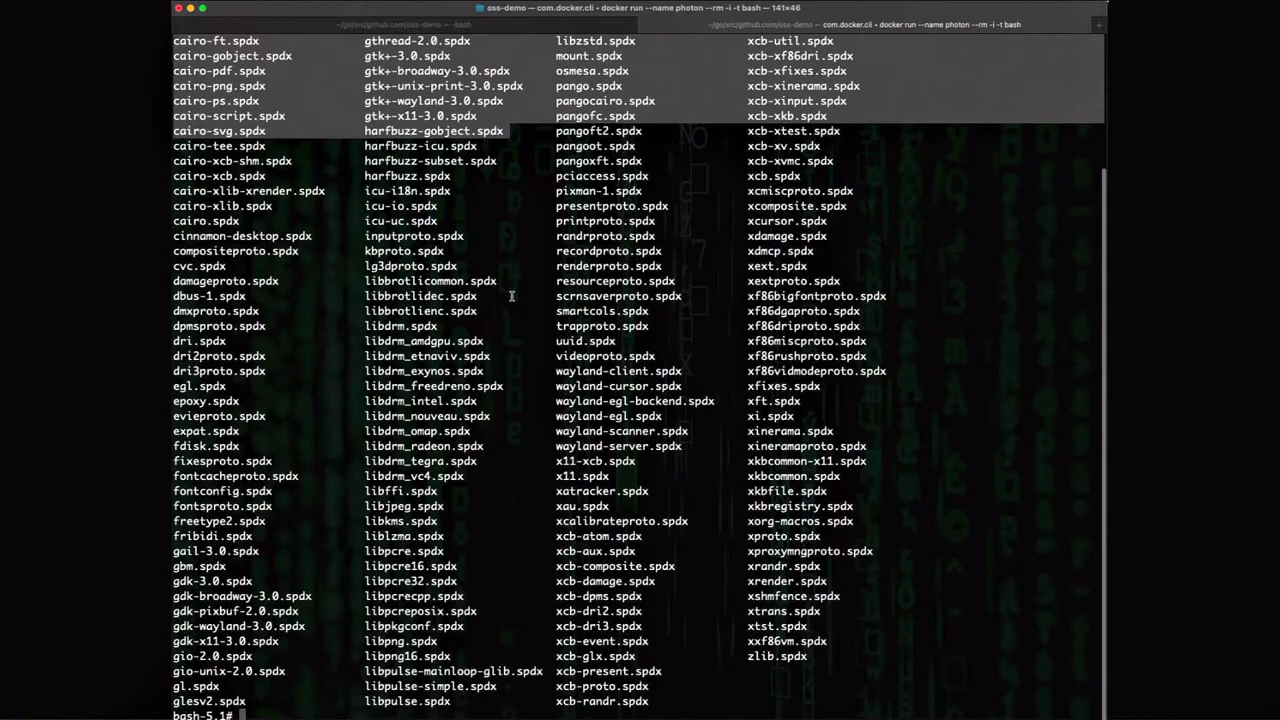 oss-demo — com.docker.cli • docker run --name photon --rm -i -t bash — 141×46
~/go/src/github.com/oss-demo — -bash
~/go/src/github.com/oss-demo — com.docker.cli • docker run --name photon --rm -i -t bash
cairo-ft.spdx gthread-2.0.spdx libzstd.spdx xcb-util.spdx
cairo-gobject.spdx gtk+-3.0.spdx mount.spdx xcb-xf86dri.spdx
cairo-pdf.spdx gtk+-broadway-3.0.spdx osmesa.spdx xcb-xfixes.spdx
cairo-png.spdx gtk+-unix-print-3.0.spdx pango.spdx xcb-xinerama.spdx
cairo-ps.spdx gtk+-wayland-3.0.spdx pangocairo.spdx xcb-xinput.spdx
cairo-script.spdx gtk+-x11-3.0.spdx pangofc.spdx xcb-xkb.spdx
cairo-svg.spdx harfbuzz-gobject.spdx pangoft2.spdx xcb-xtest.spdx
cairo-tee.spdx harfbuzz-icu.spdx pangoot.spdx xcb-xv.spdx
cairo-xcb-shm.spdx harfbuzz-subset.spdx pangoxft.spdx xcb-xvmc.spdx
cairo-xcb.spdx harfbuzz.spdx pciaccess.spdx xcb.spdx
cairo-xlib-xrender.spdx icu-i18n.spdx pixman-1.spdx xcmiscproto.spdx
cairo-xlib.spdx icu-io.spdx presentproto.spdx xcomposite.spdx
cairo.spdx icu-uc.spdx printproto.spdx xcursor.spdx
cinnamon-desktop.spdx inputproto.spdx randrproto.spdx xdamage.spdx
compositeproto.spdx kbproto.spdx recordproto.spdx xdmcp.spdx
cvc.spdx lg3dproto.spdx renderproto.spdx xext.spdx
damageproto.spdx libbrotlicommon.spdx resourceproto.spdx xextproto.spdx
dbus-1.spdx libbrotlidec.spdx scrnsaverproto.spdx xf86bigfontproto.spdx
dmxproto.spdx libbrotlienc.spdx smartcols.spdx xf86dgaproto.spdx
dpmsproto.spdx libdrm.spdx trapproto.spdx xf86driproto.spdx
dri.spdx libdrm_amdgpu.spdx uuid.spdx xf86miscproto.spdx
dri2proto.spdx libdrm_etnaviv.spdx videoproto.spdx xf86rushproto.spdx
dri3proto.spdx libdrm_exynos.spdx wayland-client.spdx xf86vidmodeproto.spdx
egl.spdx libdrm_freedreno.spdx wayland-cursor.spdx xfixes.spdx
epoxy.spdx libdrm_intel.spdx wayland-egl-backend.spdx xft.spdx
evieproto.spdx libdrm_nouveau.spdx wayland-egl.spdx xi.spdx
expat.spdx libdrm_omap.spdx wayland-scanner.spdx xinerama.spdx
fdisk.spdx libdrm_radeon.spdx wayland-server.spdx xineramaproto.spdx
fixesproto.spdx libdrm_tegra.spdx x11-xcb.spdx xkbcommon-x11.spdx
fontcacheproto.spdx libdrm_vc4.spdx x11.spdx xkbcommon.spdx
fontconfig.spdx libffi.spdx xatracker.spdx xkbfile.spdx
fontsproto.spdx libjpeg.spdx xau.spdx xkbregistry.spdx
freetype2.spdx libkms.spdx xcalibrateproto.spdx xorg-macros.spdx
fribidi.spdx liblzma.spdx xcb-atom.spdx xproto.spdx
gail-3.0.spdx libpcre.spdx xcb-aux.spdx xproxymngproto.spdx
gbm.spdx libpcre16.spdx xcb-composite.spdx xrandr.spdx
gdk-3.0.spdx libpcre32.spdx xcb-damage.spdx xrender.spdx
gdk-broadway-3.0.spdx libpcrecpp.spdx xcb-dpms.spdx xshmfence.spdx
gdk-pixbuf-2.0.spdx libpcreposix.spdx xcb-dri2.spdx xtrans.spdx
gdk-wayland-3.0.spdx libpkgconf.spdx xcb-dri3.spdx xtst.spdx
gdk-x11-3.0.spdx libpng.spdx xcb-event.spdx xxf86vm.spdx
gio-2.0.spdx libpng16.spdx xcb-glx.spdx zlib.spdx
gio-unix-2.0.spdx libpulse-mainloop-glib.spdx xcb-present.spdx
gl.spdx libpulse-simple.spdx xcb-proto.spdx
glesv2.spdx libpulse.spdx xcb-randr.spdx
bash-5.1#